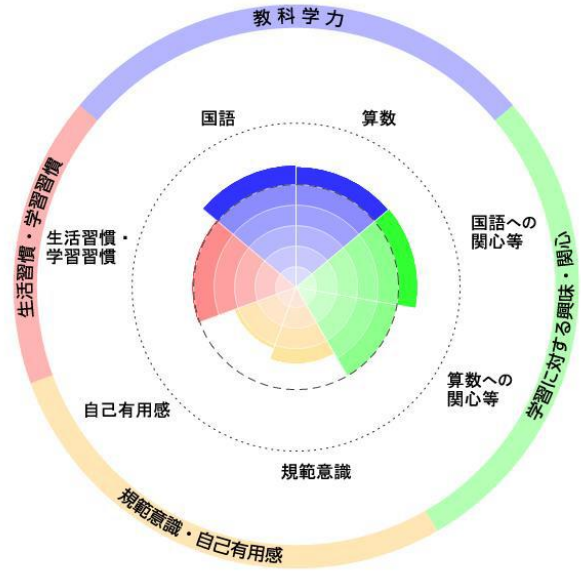 教科学力
国語
算数
生活習慣・学習習慣
生活習慣・
学習習慣
国語への
関心等
学習に対する興味・関心
算数への
関心等
自己有用感
規範意識
規範意識・自己有用感